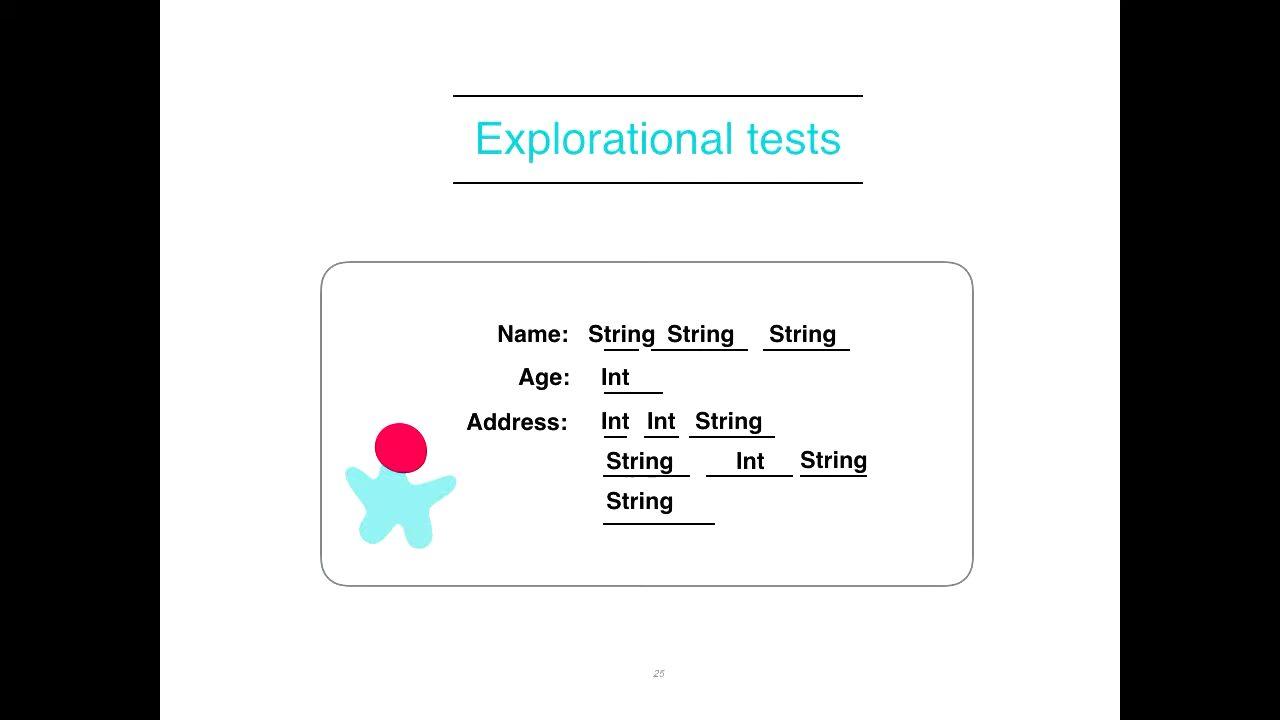 Explorational tests
Name: String String String
Age: Int
Address: Int Int String
String Int String
String
25